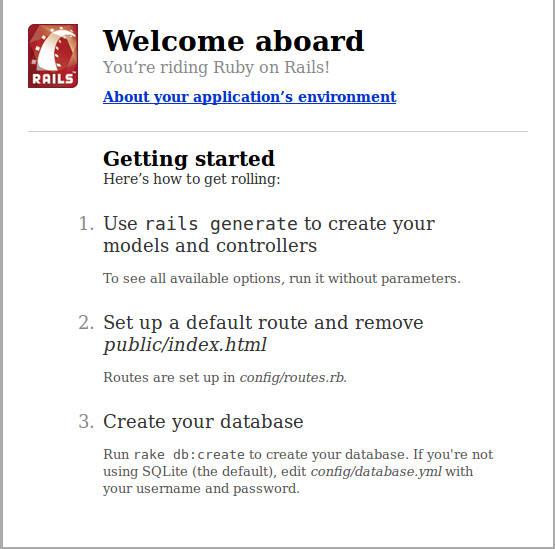 RAILS
Welcome aboard
You’re riding Ruby on Rails!
About your application’s environment
Getting started
Here’s how to get rolling:
1. Use rails generate to create your
models and controllers
To see all available options, run it without parameters.
2. Set up a default route and remove
public/index.html
Routes are set up in config/routes.rb.
3. Create your database
Run rake db:create to create your database. If you're not
using SQLite (the default), edit config/database.yml with
your username and password.